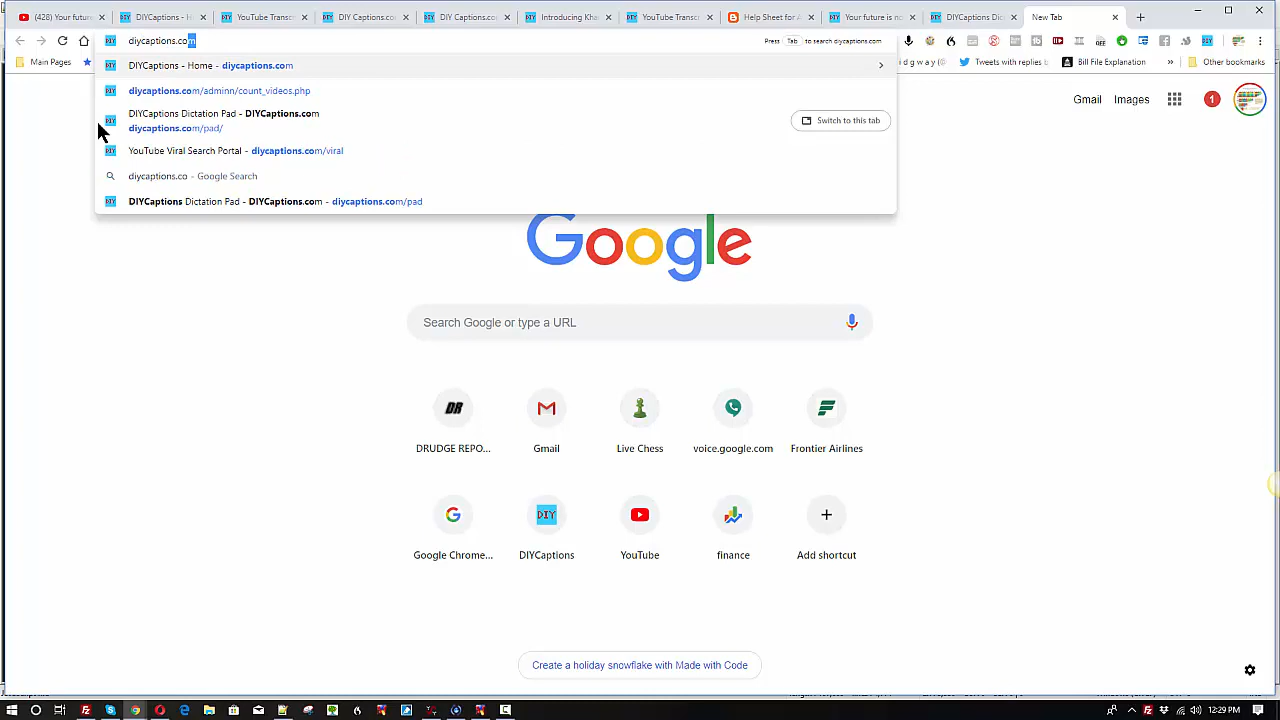 (428) Your future
DIYCaptions - H
YouTube Transc
DIY Captions.co
DIY Captions.co
Introducing Kha
YouTube Transc
Help Sheet for A
Your future is n
DIYCaptions Dic
New Tab
diycaptions.com
Press Tab to search diycaptions.com
Main Pages
i d g w a y (
Tweets with replies
Bill File Explanation
»
Other bookmarks
DIYCaptions - Home - diycaptions.com
diycaptions.com/adminn/count_videos.php
DIYCaptions Dictation Pad - DIYCaptions.com
diycaptions.com/pad/
Switch to this tab
YouTube Viral Search Portal - diycaptions.com/viral
diycaptions.co - Google Search
DIYCaptions Dictation Pad - DIYCaptions.com - diycaptions.com/pad
Gmail
Images
1
Google
Search Google or type a URL
DR
DRUDGE REPO...
Gmail
Live Chess
voice.google.com
Frontier Airlines
DIY
Google Chrome...
DIYCaptions
YouTube
finance
Add shortcut
Create a holiday snowflake with Made with Code
12:29 PM